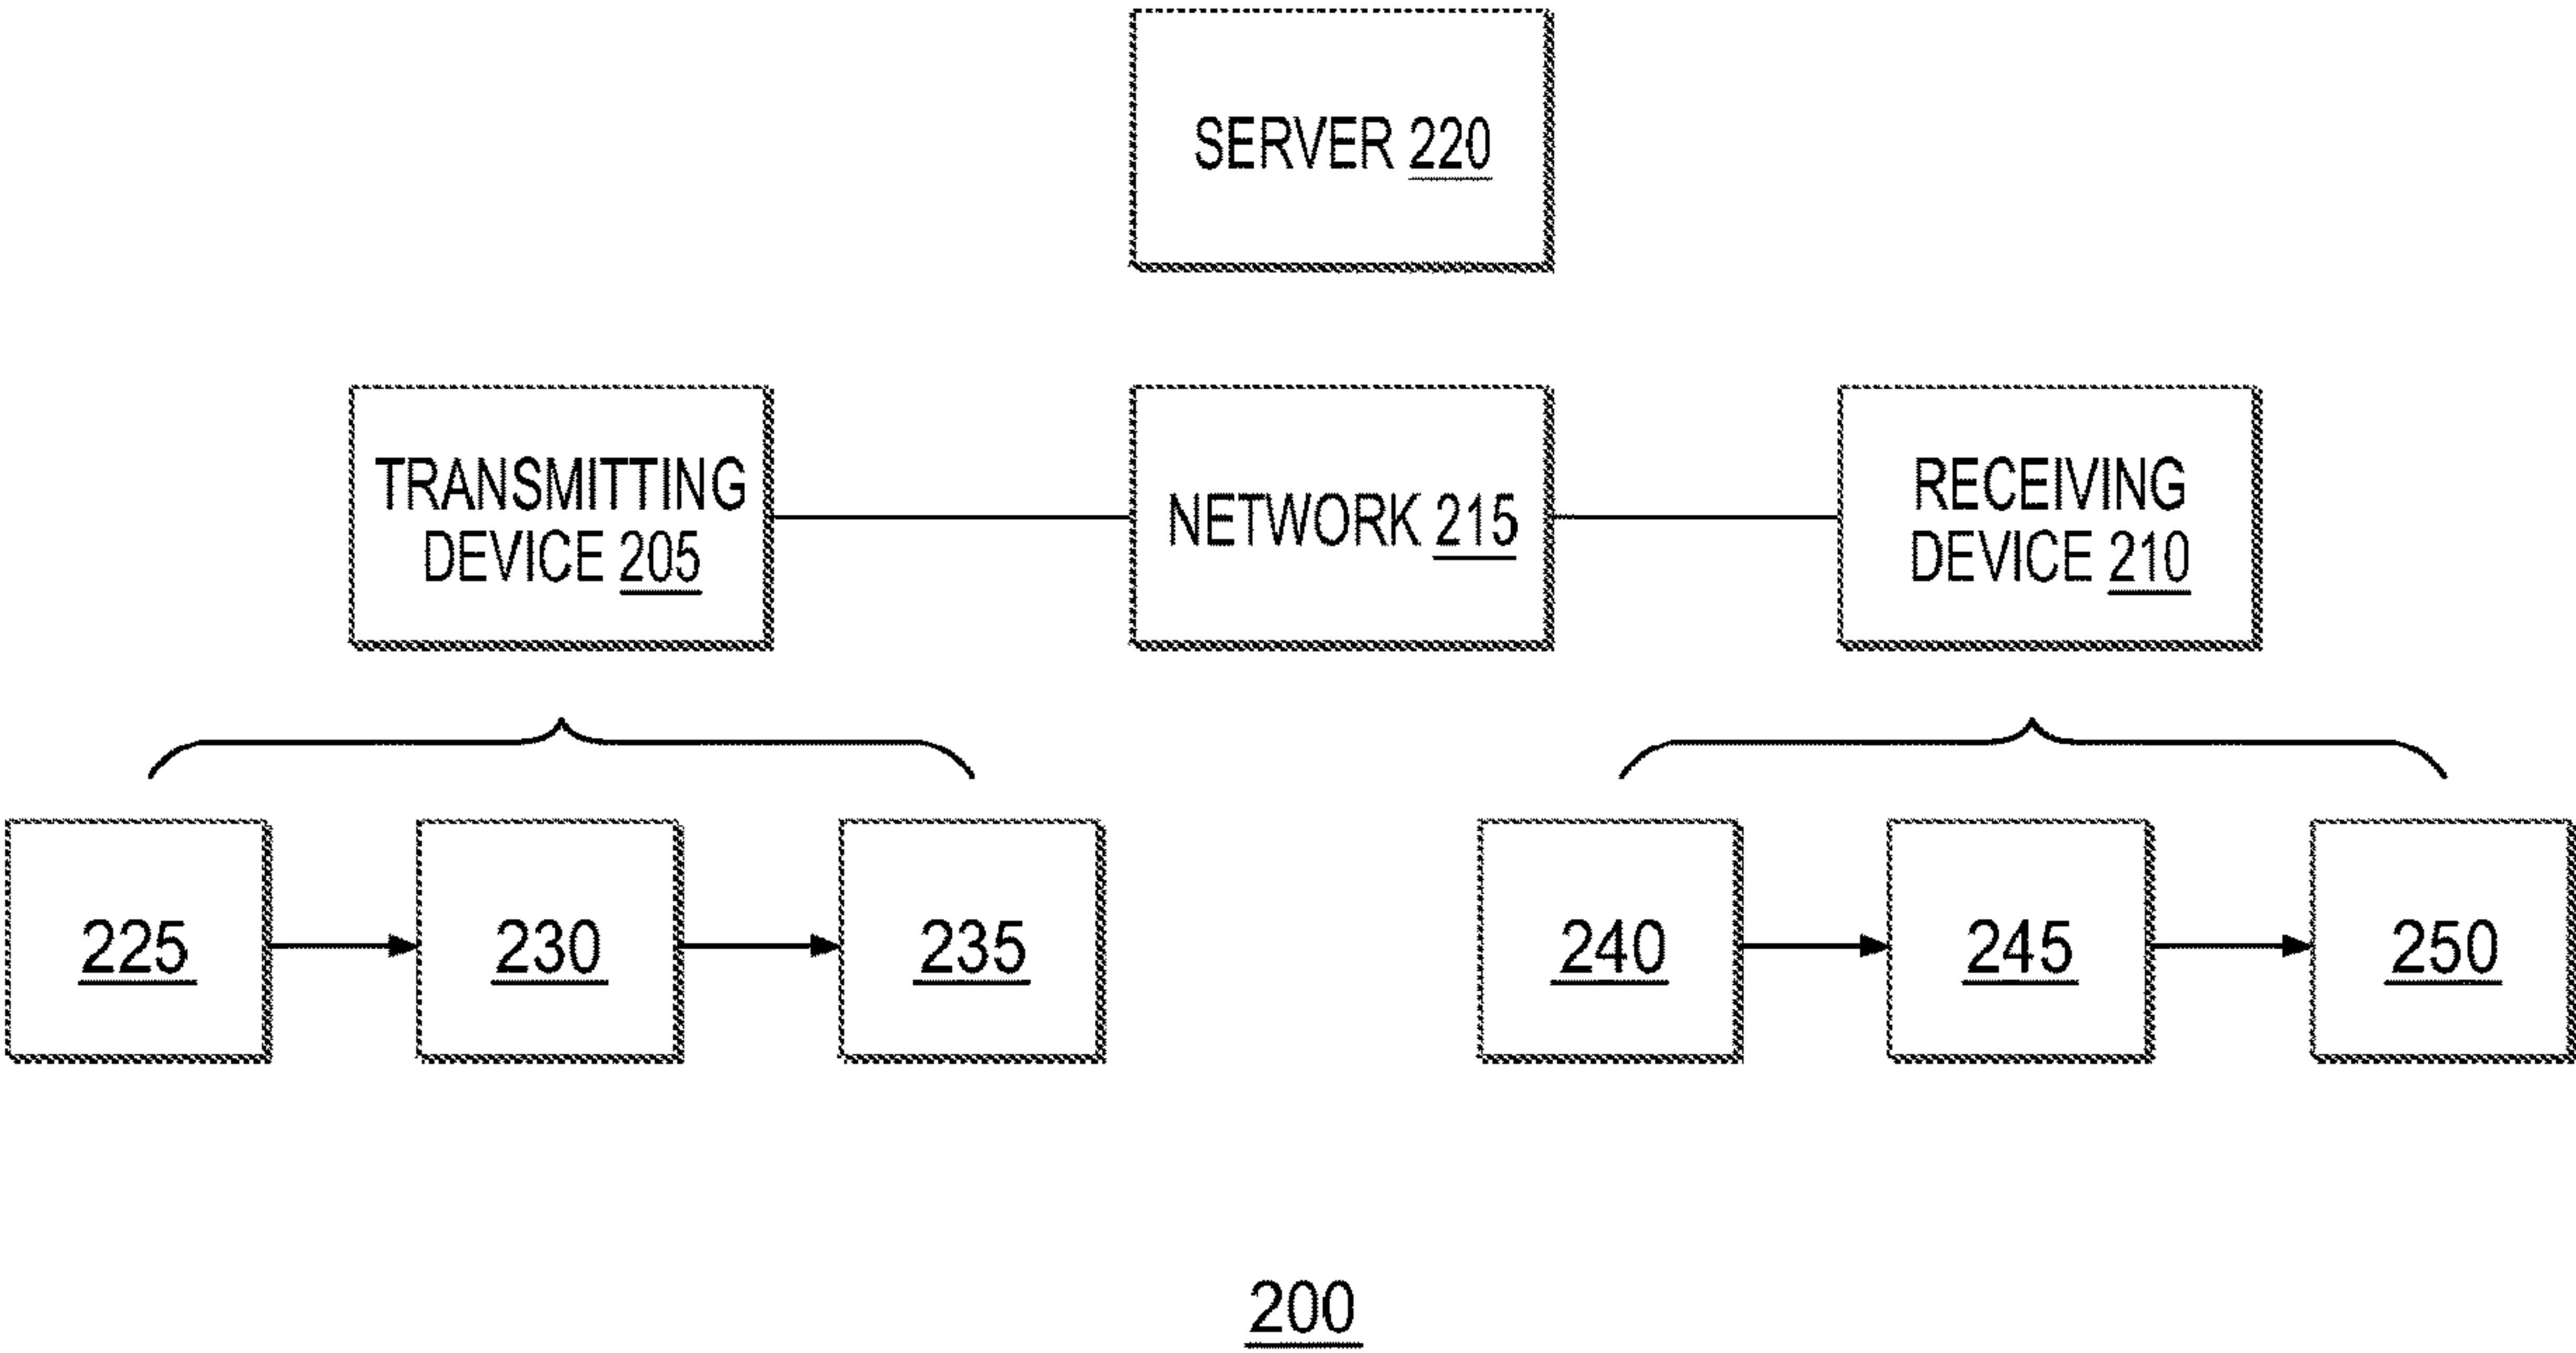 SERVER 220
TRANSMITTING
DEVICE 205
NETWORK 215
RECEIVING
DEVICE 210
225
230
235
240
245
250
200